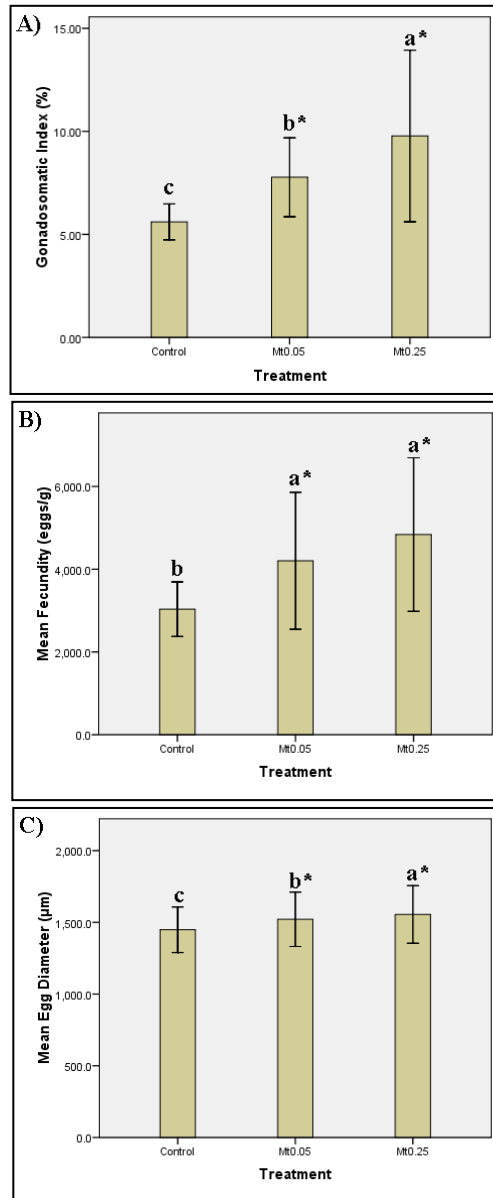 A)
Gonadosomatic Index (%)
15.00
10.00
5.00
0.00
c
b*
a*
Control
Mt0.05
Mt0.25
Treatment
B)
Mean Fecundity (eggs/g)
6,000.0
4,000.0
2,000.0
0.0
b
a*
a*
Control
Mt0.05
Mt0.25
Treatment
C)
Mean Egg Diameter (µm)
2,000.0
1,500.0
1,000.0
500.0
0.0
c
b*
a*
Control
Mt0.05
Mt0.25
Treatment